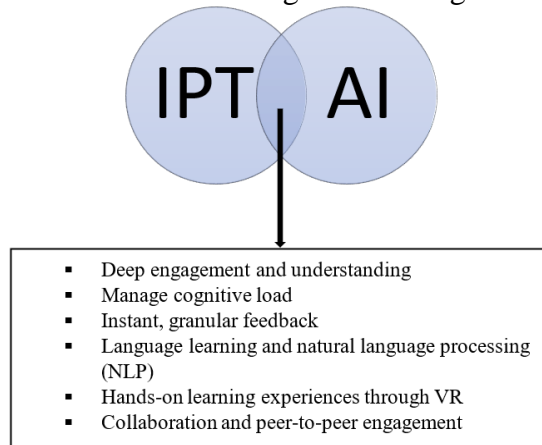 IPT AI
▪ Deep engagement and understanding
▪ Manage cognitive load
▪ Instant, granular feedback
▪ Language learning and natural language processing
(NLP)
▪ Hands-on learning experiences through VR
▪ Collaboration and peer-to-peer engagement